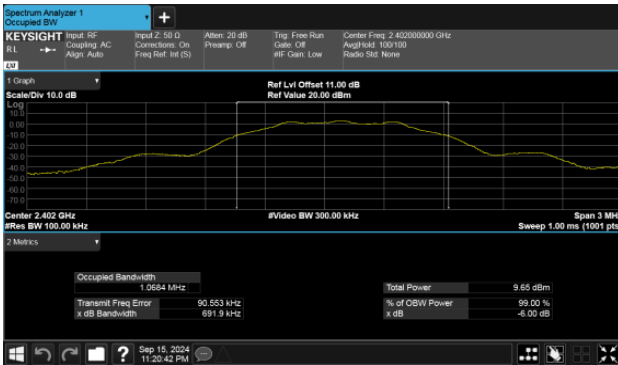 Spectrum Analyzer 1
Occupied BW
KEYSIGHT
RL
LXI
Input: RF
Coupling: AC
Align: Auto
Input Z: 50 Ω
Corrections: On
Freq Ref: Int (S)
Atten: 20 dB
Preamp: Off
Trig: Free Run
Gate: Off
#IF Gain: Low
Center Freq: 2.402000000 GHz
Avg|Hold: 100/100
Radio Std: None
1 Graph
Scale/Div 10.0 dB
Ref Lvl Offset 11.00 dB
Ref Value 20.00 dBm
Log
10.0
0.00
-10.0
-20.0
-30.0
-40.0
-50.0
-60.0
-70.0
Center 2.402 GHz
#Res BW 100.00 kHz
#Video BW 300.00 kHz
Span 3 MH
Sweep 1.00 ms (1001 pts
2 Metrics
Occupied Bandwidth
1.0684 MHz
Transmit Freq Error 90.553 kHz
x dB Bandwidth 691.9 kHz
Total Power 9.65 dBm
% of OBW Power 99.00 %
x dB -6.00 dB
?
Sep 15, 2024
11:20:42 PM